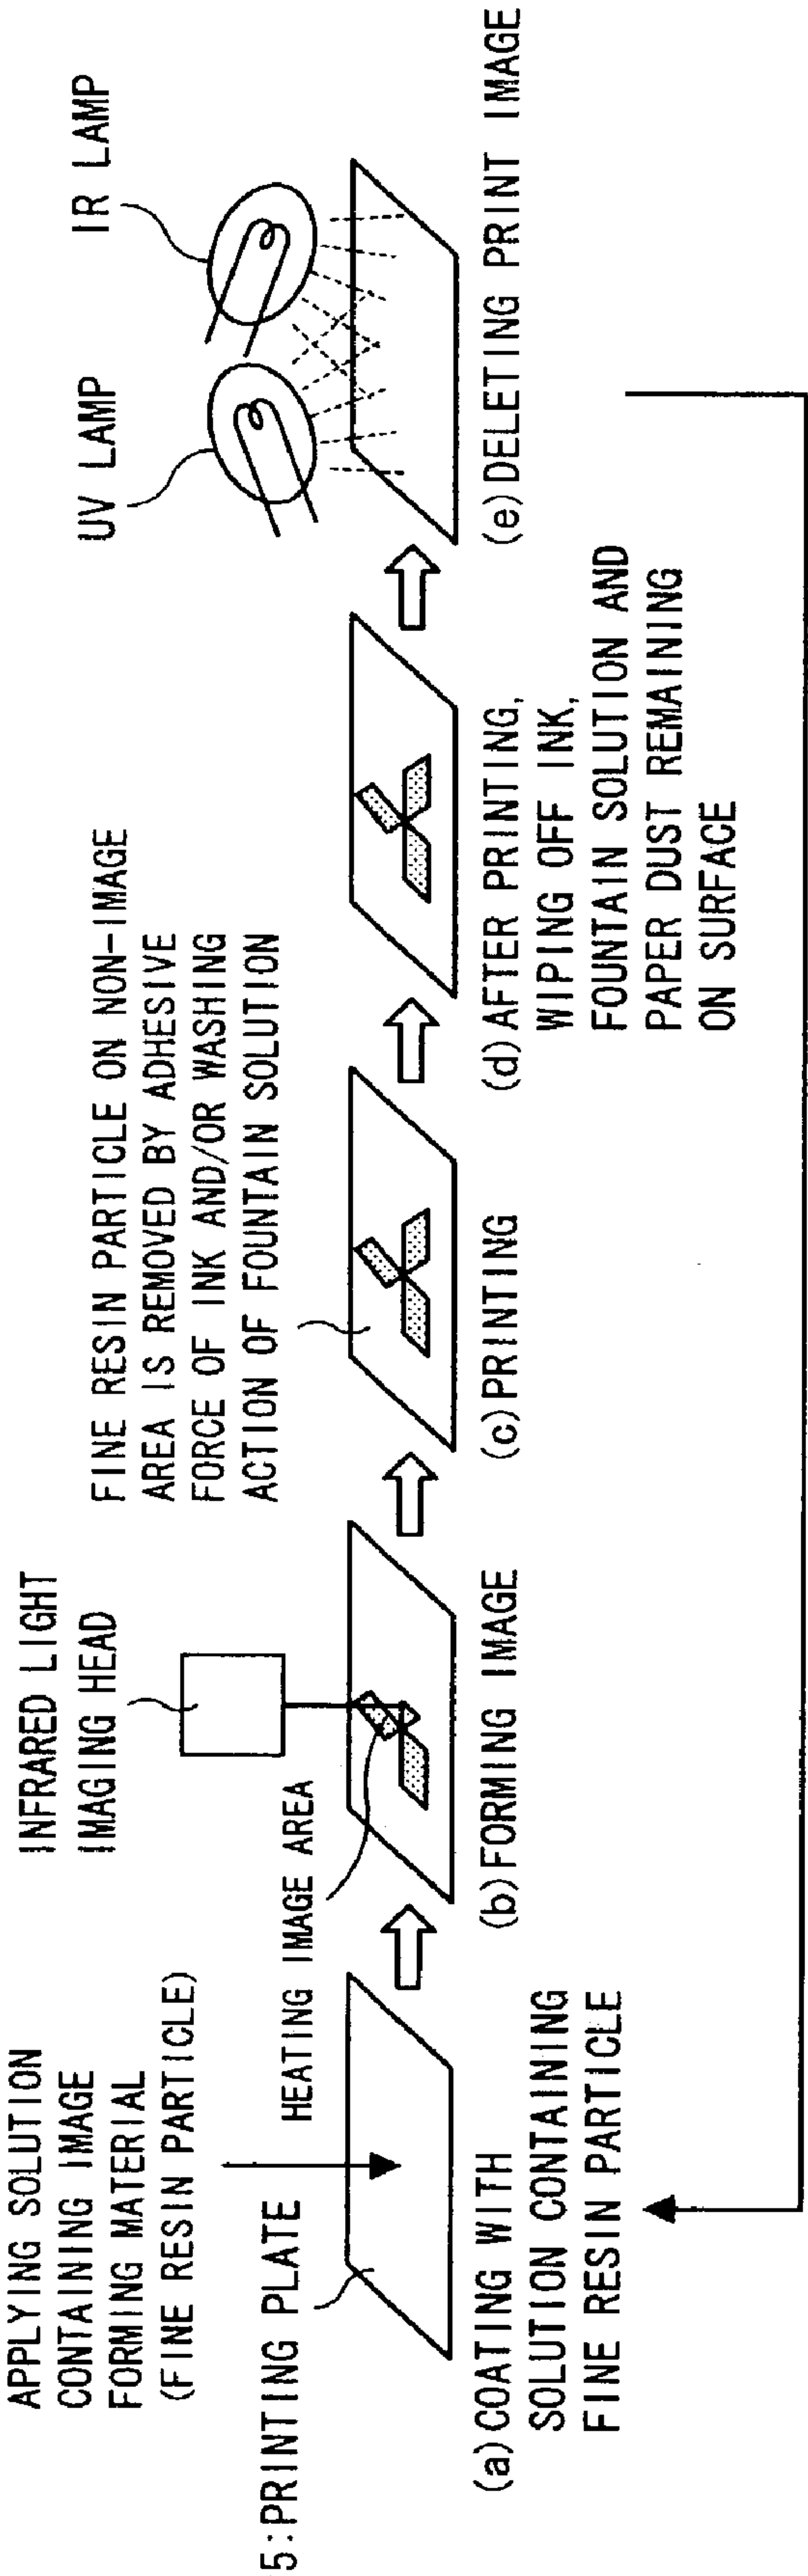 APPLYING SOLUTION
CONTAINING IMAGE
FORMING MATERIAL
(FINE RESIN PARTICLE)
5:PRINTING PLATE
(a)COATING WITH
SOLUTION CONTAINING
FINE RESIN PARTICLE
INFRARED LIGHT
IMAGING HEAD
HEATING IMAGE AREA
(b)FORMING IMAGE
FINE RESIN PARTICLE ON NON-IMAGE
AREA IS REMOVED BY ADHESIVE
FORCE OF INK AND/OR WASHING
ACTION OF FOUNTAIN SOLUTION
(c)PRINTING
(d)AFTER PRINTING,
WIPING OFF INK,
FOUNTAIN SOLUTION AND
PAPER DUST REMAINING
ON SURFACE
UV LAMP
IR LAMP
(e)DELETING PRINT IMAGE